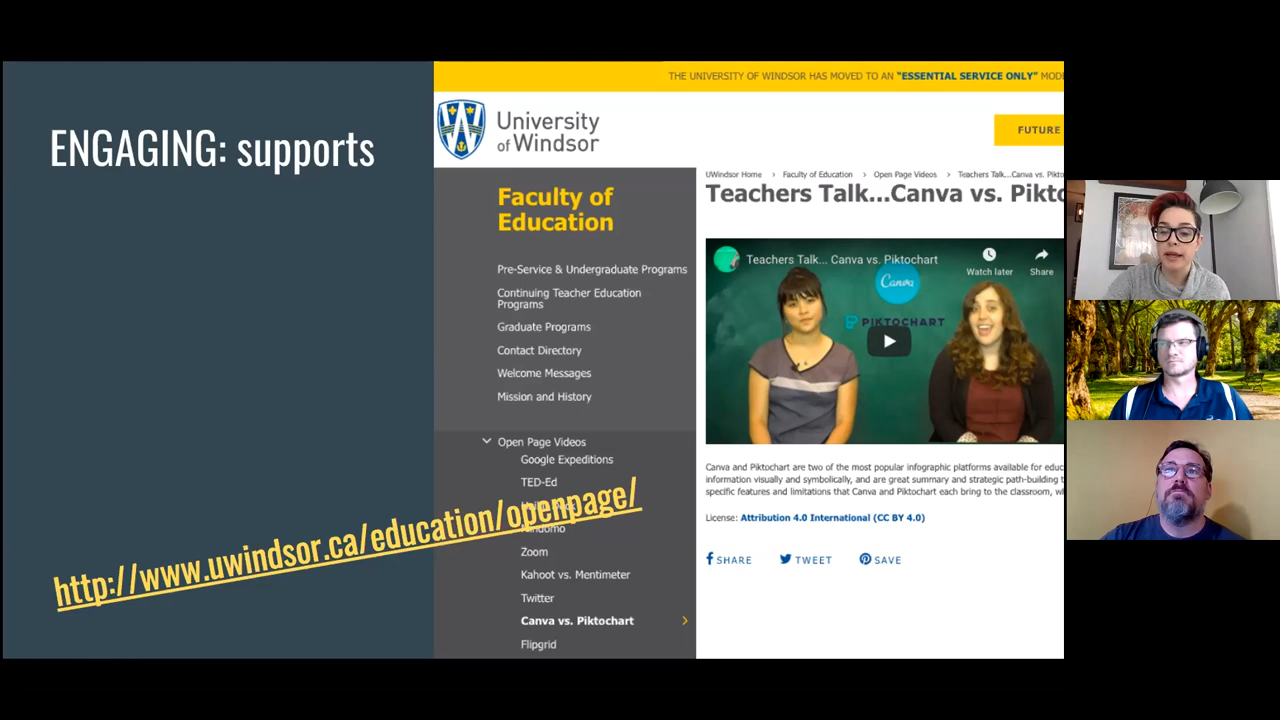 ENGAGING: supports
http://www.uwindsor.ca/education/openpage/
THE UNIVERSITY OF WINDSOR HAS MOVED TO AN "ESSENTIAL SERVICE ONLY" MODE
University
of Windsor
FUTURE
Faculty of
Education
Pre-Service & Undergraduate Programs
Continuing Teacher Education
Programs
Graduate Programs
Contact Directory
Welcome Messages
Mission and History
Open Page Videos
Google Expeditions
TED-Ed
Zoom
Kahoot vs. Mentimeter
Twitter
Canva vs. Piktochart
Flipgrid
UWindsor Home > Faculty of Education > Open Page Videos > Teachers Talk...Canva vs. Pikto
Teachers Talk...Canva vs. Pikto
Teachers Talk... Canva vs. Piktochart
Watch later
Share
Canva
PIKTOCHART
Canva and Piktochart are two of the most popular infographic platforms available for educ
information visually and symbolically, and are great summary and strategic path-building t
specific features and limitations that Canva and Piktochart each bring to the classroom, w
License: Attribution 4.0 International (CC BY 4.0)
SHARE
TWEET
SAVE